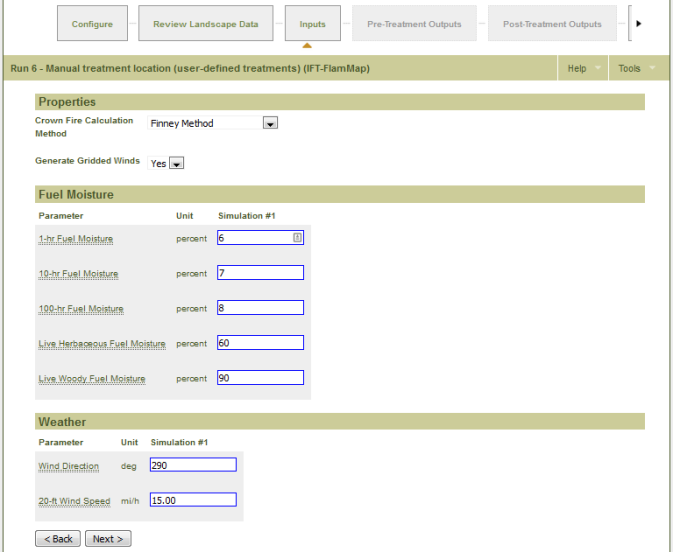 Configure
Review Landscape Data
Inputs
Pre-Treatment Outputs
Post-Treatment Outputs
Run 6 - Manual treatment location (user-defined treatments) (IFT-FlamMap)
Help
Tools
Properties
Crown Fire Calculation
Method
Finney Method
Generate Gridded Winds
Yes
Fuel Moisture
Parameter Unit Simulation #1
1-hr Fuel Moisture percent 6
10-hr Fuel Moisture percent 7
100-hr Fuel Moisture percent 8
Live Herbaceous Fuel Moisture percent 60
Live Woody Fuel Moisture percent 90
Weather
Parameter Unit Simulation #1
Wind Direction deg 290
20-ft Wind Speed mi/h 15.00
< Back Next >